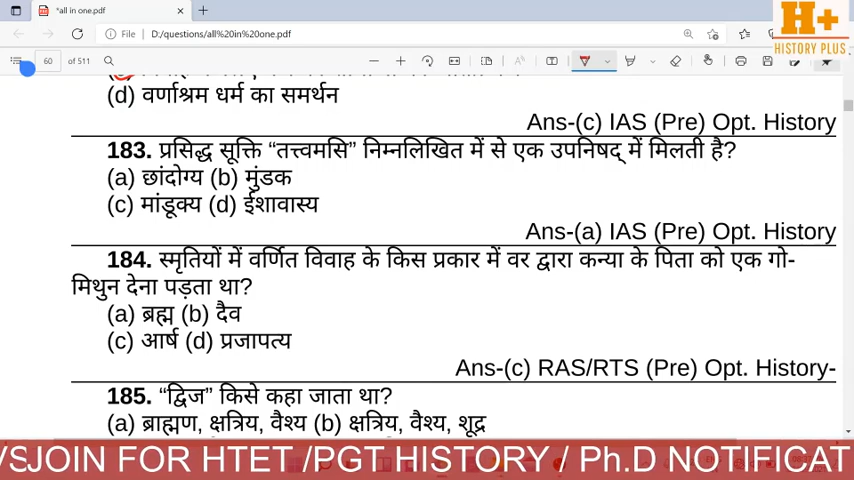 *all in one.pdf
H+
HISTORY PLUS
File D:/questions/all%20in%20one.pdf
60 of 511
(d) वर्णाश्रम धर्म का समर्थन
Ans-(c) IAS (Pre) Opt. History
183. प्रसिद्ध सूक्ति “तत्त्वमसि” निम्नलिखित में से एक उपनिषद् में मिलती है?
(a) छांदोग्य (b) मुंडक
(c) मांडूक्य (d) ईशावास्य
Ans-(a) IAS (Pre) Opt. History
184. स्मृतियों में वर्णित विवाह के किस प्रकार में वर द्वारा कन्या के पिता को एक गो-
मिथुन देना पड़ता था?
(a) ब्रह्म (b) दैव
(c) आर्ष (d) प्रजापत्य
Ans-(c) RAS/RTS (Pre) Opt. History-
185. “द्विज” किसे कहा जाता था?
(a) ब्राह्मण, क्षत्रिय, वैश्य (b) क्षत्रिय, वैश्य, शूद्र
/SJOIN FOR HTET /PGT HISTORY / Ph.D NOTIFICAT